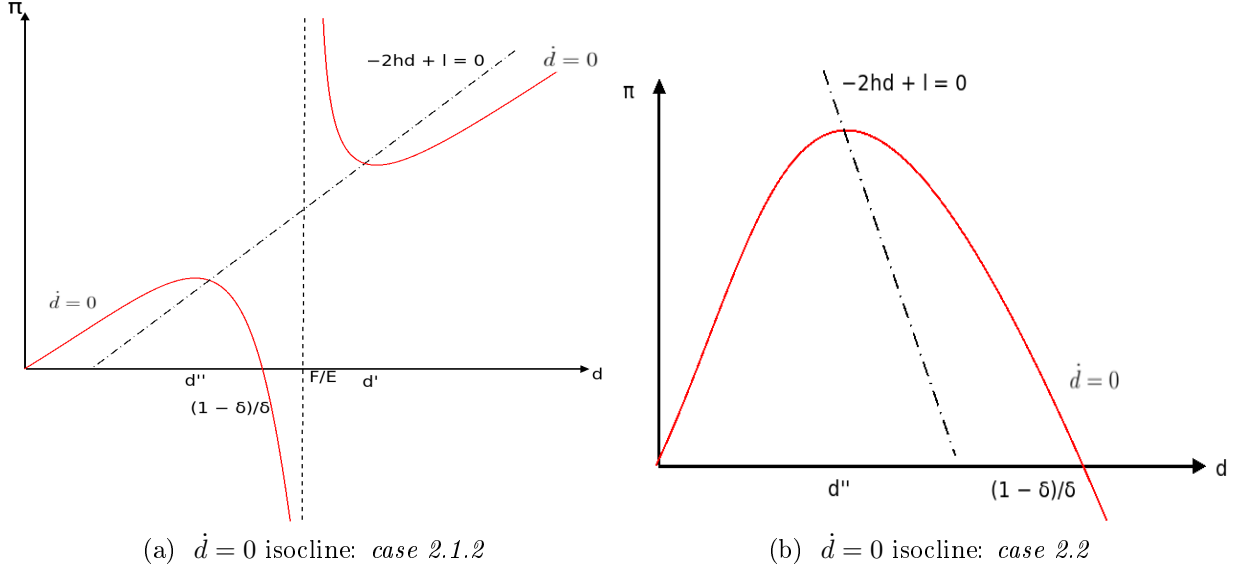 π
−2hd + l = 0
ḋ = 0
ḋ = 0
d''
F/E
d'
d
(1 − δ)/δ
(a) ḋ = 0 isocline: case 2.1.2
π
−2hd + l = 0
ḋ = 0
d
d''
(1 − δ)/δ
(b) ḋ = 0 isocline: case 2.2